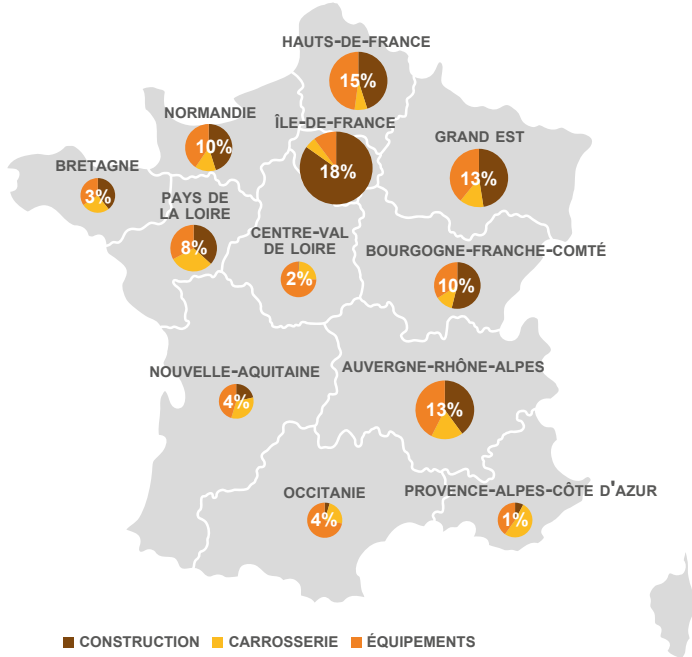 HAUTS-DE-FRANCE
15%
NORMANDIE
10%
ÎLE-DE-FRANCE
18%
GRAND EST
13%
BRETAGNE
3%
PAYS DE
LA LOIRE
8%
CENTRE-VAL
DE LOIRE
2%
BOURGOGNE-FRANCHE-COMTÉ
10%
NOUVELLE-AQUITAINE
4%
AUVERGNE-RHÔNE-ALPES
13%
OCCITANIE
4%
PROVENCE-ALPES-CÔTE D'AZUR
1%
CONSTRUCTION CARROSSERIE ÉQUIPEMENTS